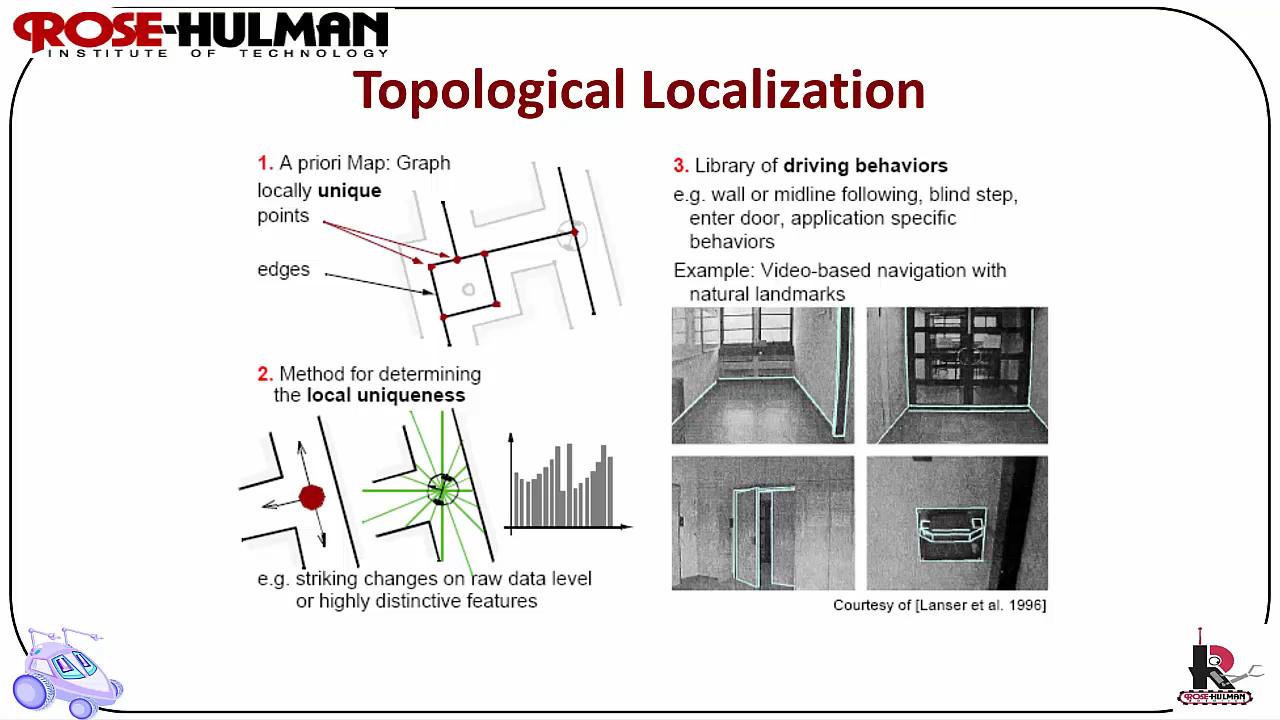 ROSE-HULMAN
INSTITUTE OF TECHNOLOGY
Topological Localization
1. A priori Map: Graph
locally unique
points
edges
2. Method for determining
the local uniqueness
e.g. striking changes on raw data level
or highly distinctive features
3. Library of driving behaviors
e.g. wall or midline following, blind step,
enter door, application specific
behaviors
Example: Video-based navigation with
natural landmarks
Courtesy of [Lanser et al. 1996]
ROSE-HULMAN